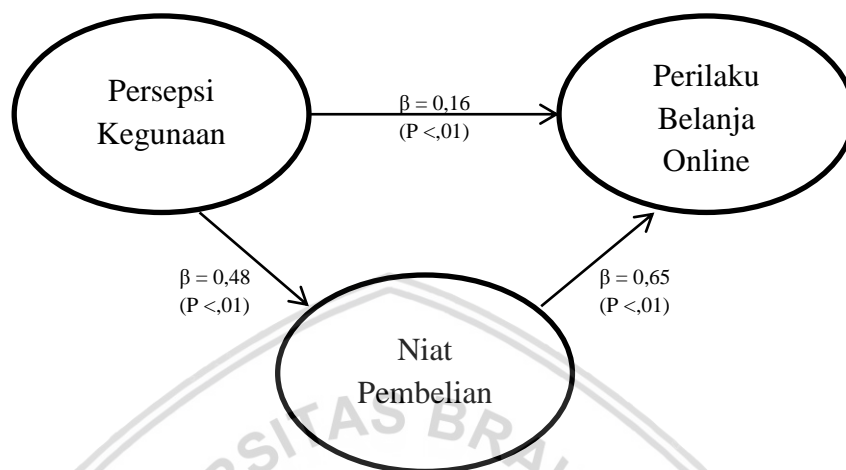 Persepsi
Kegunaan
β = 0,16
(P <,01)
Perilaku
Belanja
Online
β = 0,48
(P <,01)
β = 0,65
(P <,01)
Niat
Pembelian